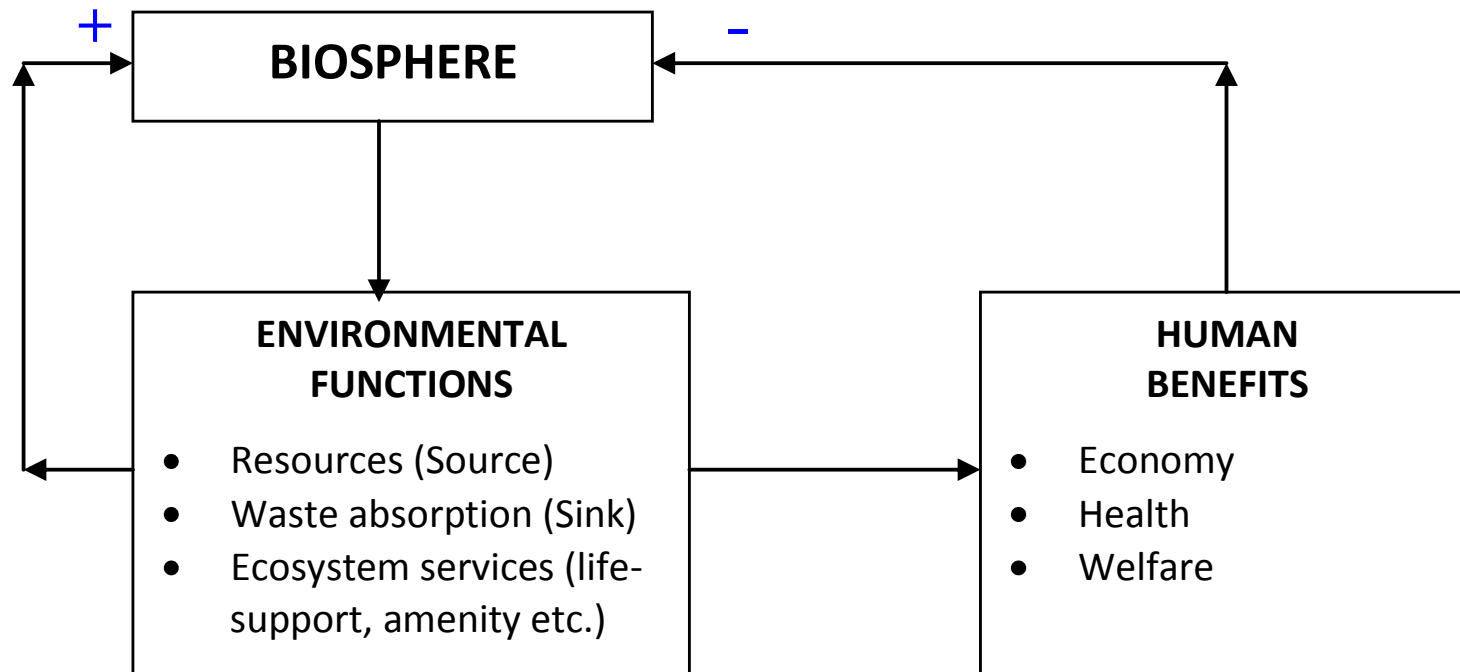 +
BIOSPHERE
-
ENVIRONMENTAL
FUNCTIONS
• Resources (Source)
• Waste absorption (Sink)
• Ecosystem services (life-
support, amenity etc.)
HUMAN
BENEFITS
• Economy
• Health
• Welfare